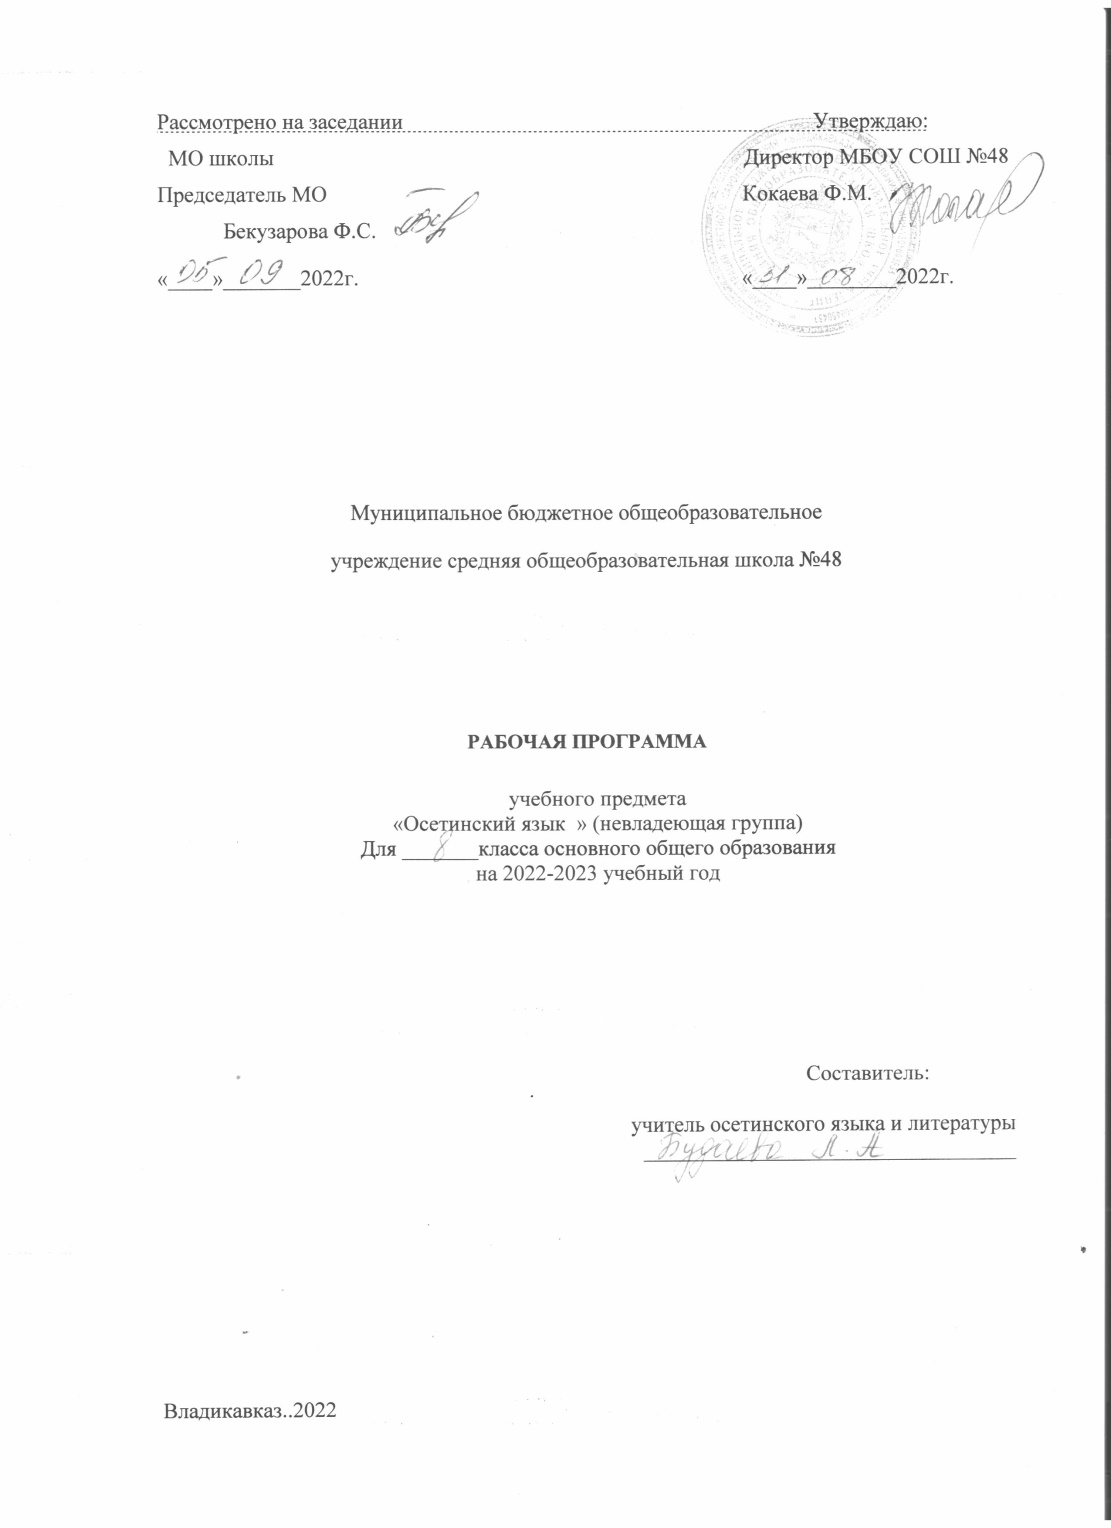 Рассмотрено на заседании Утверждаю:
МО школы Директор МБОУ СОШ №48
Председатель МО Кокаева Ф.М.
Бекузарова Ф.С.
«05» 09 2022г. «31» 08 2022г.
Муниципальное бюджетное общеобразовательное
учреждение средняя общеобразовательная школа №48
РАБОЧАЯ ПРОГРАММА
учебного предмета
«Осетинский язык » (невладеющая группа)
Для 8 класса основного общего образования
на 2022-2023 учебный год
Составитель:
учитель осетинского языка и литературы
Будаева Л.А
Владикавказ..2022